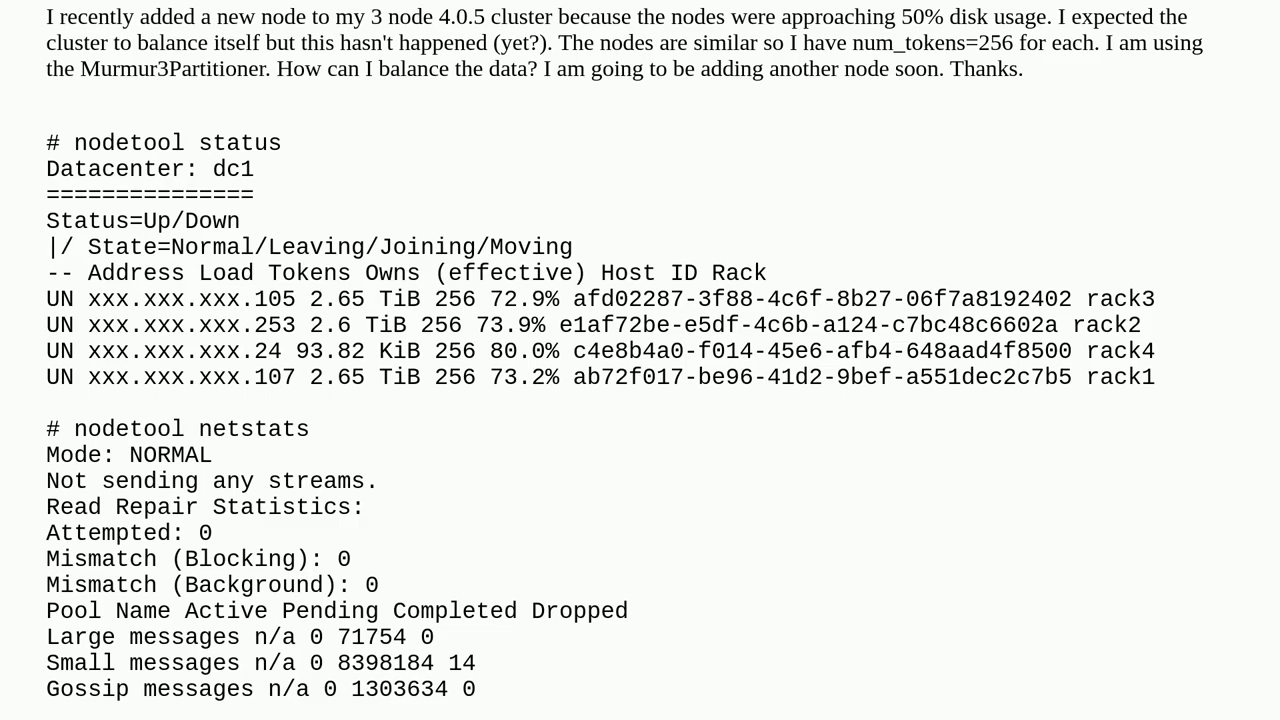 I recently added a new node to my 3 node 4.0.5 cluster because the nodes were approaching 50% disk usage. I expected the
cluster to balance itself but this hasn't happened (yet?). The nodes are similar so I have num_tokens=256 for each. I am using
the Murmur3Partitioner. How can I balance the data? I am going to be adding another node soon. Thanks.
# nodetool status
Datacenter: dc1
===============
Status=Up/Down
|/ State=Normal/Leaving/Joining/Moving
-- Address Load Tokens Owns (effective) Host ID Rack
UN xxx.xxx.xxx.105 2.65 TiB 256 72.9% afd02287-3f88-4c6f-8b27-06f7a8192402 rack3
UN xxx.xxx.xxx.253 2.6 TiB 256 73.9% e1af72be-e5df-4c6b-a124-c7bc48c6602a rack2
UN xxx.xxx.xxx.24 93.82 KiB 256 80.0% c4e8b4a0-f014-45e6-afb4-648aad4f8500 rack4
UN xxx.xxx.xxx.107 2.65 TiB 256 73.2% ab72f017-be96-41d2-9bef-a551dec2c7b5 rack1
# nodetool netstats
Mode: NORMAL
Not sending any streams.
Read Repair Statistics:
Attempted: 0
Mismatch (Blocking): 0
Mismatch (Background): 0
Pool Name Active Pending Completed Dropped
Large messages n/a 0 71754 0
Small messages n/a 0 8398184 14
Gossip messages n/a 0 1303634 0